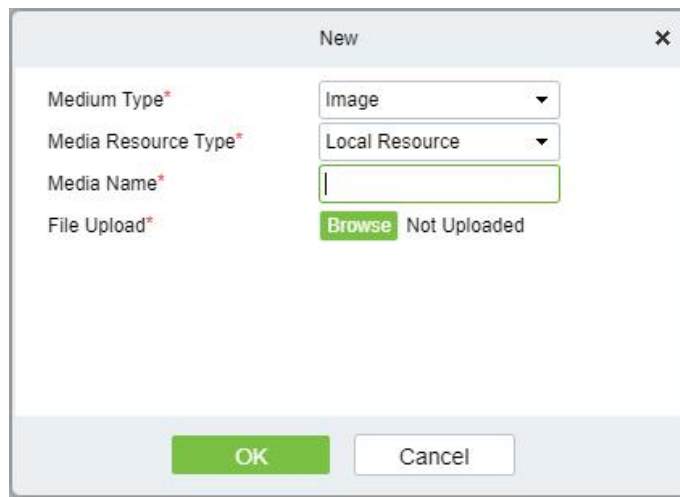 New
Medium Type* Image
Media Resource Type* Local Resource
Media Name*
File Upload* Browse Not Uploaded
OK Cancel